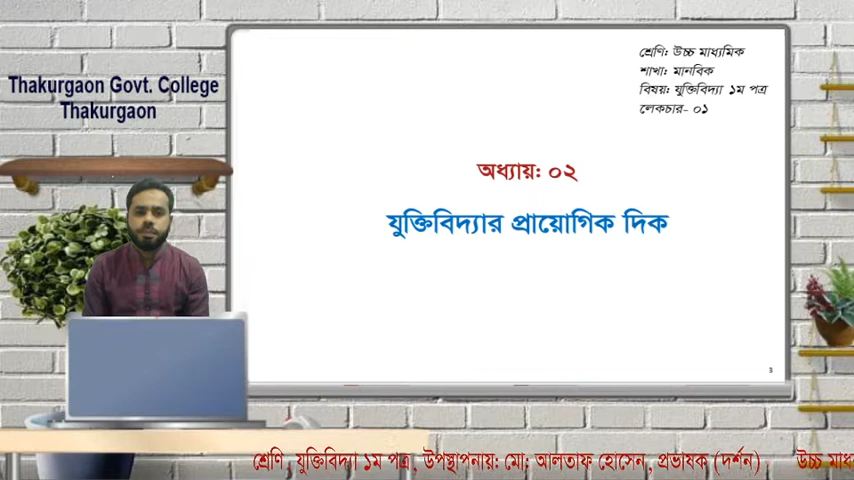 Thakurgaon Govt. College
Thakurgaon
শ্রেণি: উচ্চ মাধ্যমিক
শাখা: মানবিক
বিষয়: যুক্তিবিদ্যা ১ম পত্র
লেকচার- ০১
অধ্যায়: ০২
যুক্তিবিদ্যার প্রায়োগিক দিক
3
শ্রেণি, যুক্তিবিদ্যা ১ম পত্র, উপস্থাপনায়: মো: আলতাফ হোসেন, প্রভাষক (দর্শন) উচ্চ মাধ্য